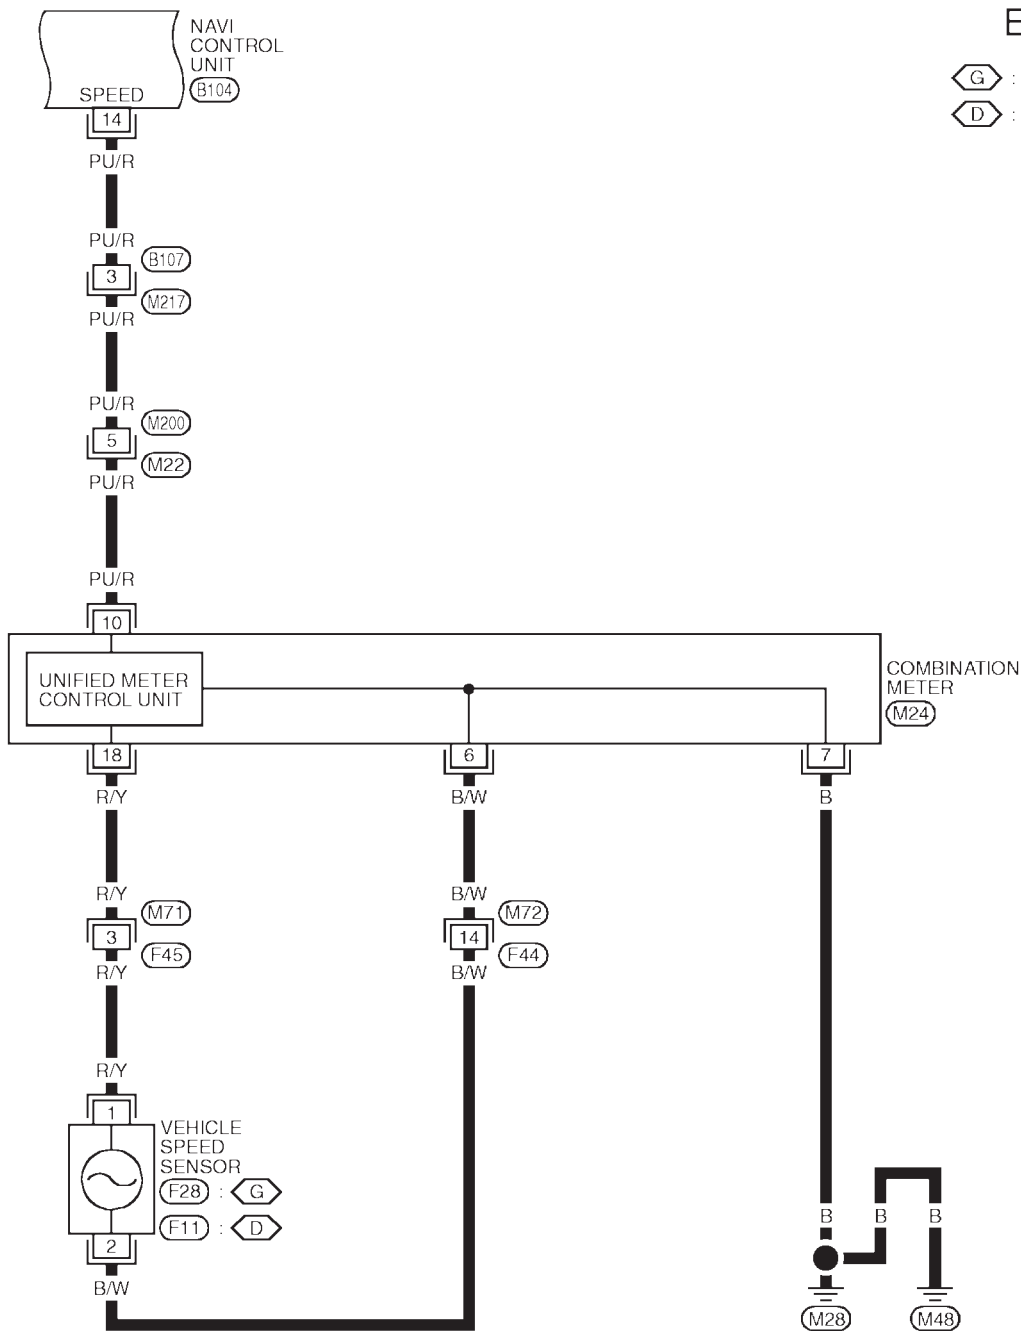 NAVI
CONTROL
UNIT
B104
SPEED
14
PU/R
PU/R
B107
3
M217
PU/R
PU/R
M200
5
M22
PU/R
PU/R
10
UNIFIED METER
CONTROL UNIT
COMBINATION
METER
M24
18
6
7
R/Y
B/W
B
R/Y
B/W
M71
M72
3
14
F45
F44
R/Y
B/W
R/Y
1
VEHICLE
SPEED
SENSOR
F28 : G
F11 : D
2
B/W
B
B
B
M28
M48
G :
D :